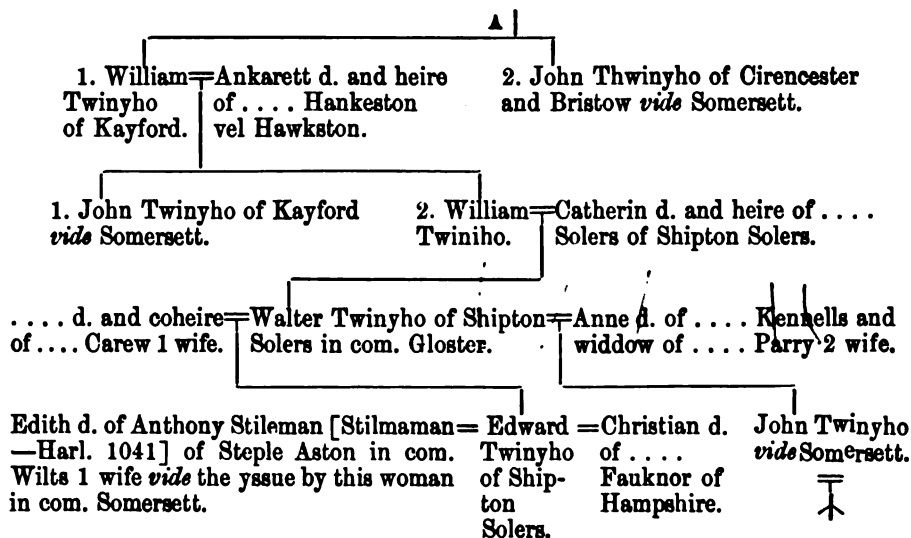 A
1. William
Twinyho
of Kayford.
Ankarett d. and heire
of .... Hankeston
vel Hawkston.
2. John Thwinyho of Cirencester
and Bristow vide Somersett.
1. John Twinyho of Kayford
vide Somersett.
2. William
Twiniho.
Catherin d. and heire of ....
Solers of Shipton Solers.
.... d. and coheire
of .... Carew 1 wife.
Walter Twinyho of Shipton
Solers in com. Gloster.
Anne d. of .... Kennells and
widdow of .... Parry 2 wife.
Edith d. of Anthony Stileman [Stilmaman=
—Harl. 1041] of Steple Aston in com.
Wilts 1 wife vide the yssue by this woman
in com. Somersett.
Edward
Twinyho
of Ship-
ton
Solers.
=Christian d.
of ....
Fauknor of
Hampshire.
John Twinyho
vide Somersett.